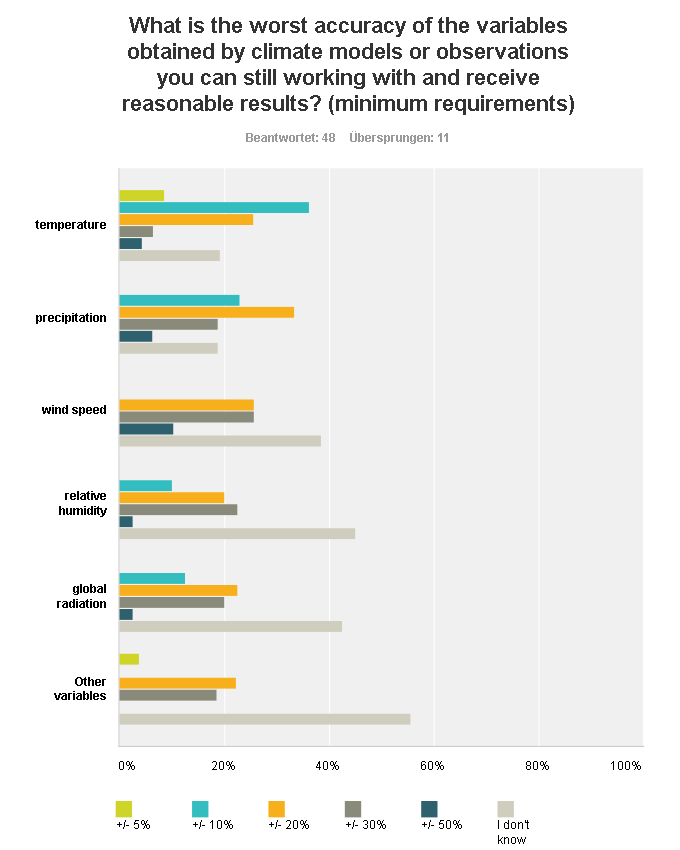 What is the worst accuracy of the variables
obtained by climate models or observations
you can still working with and receive
reasonable results? (minimum requirements)
Beantwortet: 48 Übersprungen: 11
temperature
precipitation
wind speed
relative
humidity
global
radiation
Other
variables
0% 20% 40% 60% 80% 100%
+/- 5% +/- 10% +/- 20% +/- 30% +/- 50% I don't
know